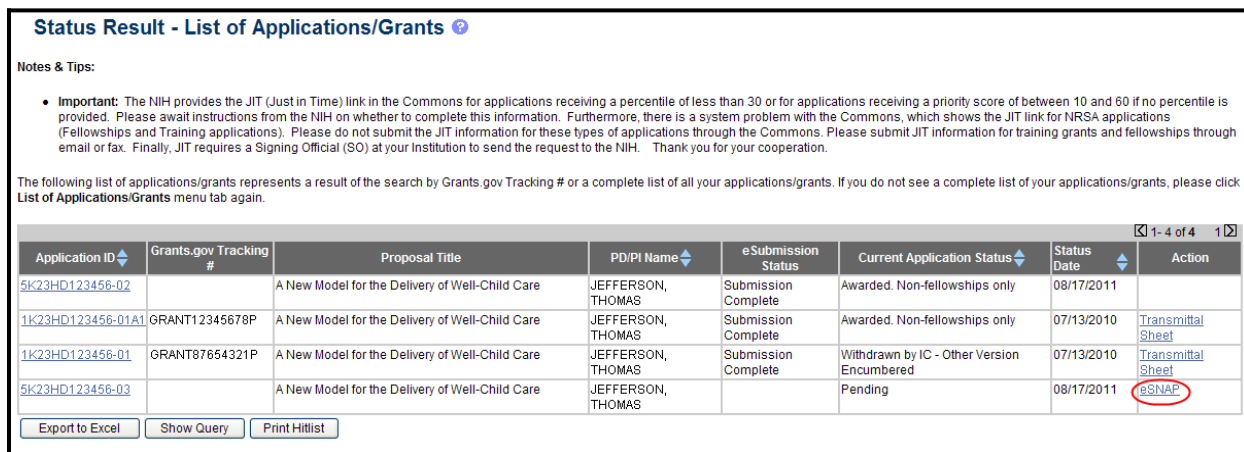 Status Result - List of Applications/Grants ?
Notes & Tips:
• Important: The NIH provides the JIT (Just in Time) link in the Commons for applications receiving a percentile of less than 30 or for applications receiving a priority score of between 10 and 60 if no percentile is
provided. Please await instructions from the NIH on whether to complete this information. Furthermore, there is a system problem with the Commons, which shows the JIT link for NRSA applications
(Fellowships and Training applications). Please do not submit the JIT information for these types of applications through the Commons. Please submit JIT information for training grants and fellowships through
email or fax. Finally, JIT requires a Signing Official (SO) at your Institution to send the request to the NIH. Thank you for your cooperation.
The following list of applications/grants represents a result of the search by Grants.gov Tracking # or a complete list of all your applications/grants. If you do not see a complete list of your applications/grants, please click
List of Applications/Grants menu tab again.
1- 4 of 4 1
Application ID Grants.gov Tracking # Proposal Title PD/PI Name eSubmission Status Current Application Status Status Date Action
5K23HD123456-02 A New Model for the Delivery of Well-Child Care JEFFERSON, THOMAS Submission Complete Awarded. Non-fellowships only 08/17/2011
1K23HD123456-01A1 GRANT12345678P A New Model for the Delivery of Well-Child Care JEFFERSON, THOMAS Submission Complete Awarded. Non-fellowships only 07/13/2010 Transmittal Sheet
1K23HD123456-01 GRANT87654321P A New Model for the Delivery of Well-Child Care JEFFERSON, THOMAS Submission Complete Withdrawn by IC - Other Version Encumbered 07/13/2010 Transmittal Sheet
5K23HD123456-03 A New Model for the Delivery of Well-Child Care JEFFERSON, THOMAS Pending 08/17/2011 eSNAP
Export to Excel Show Query Print Hitlist